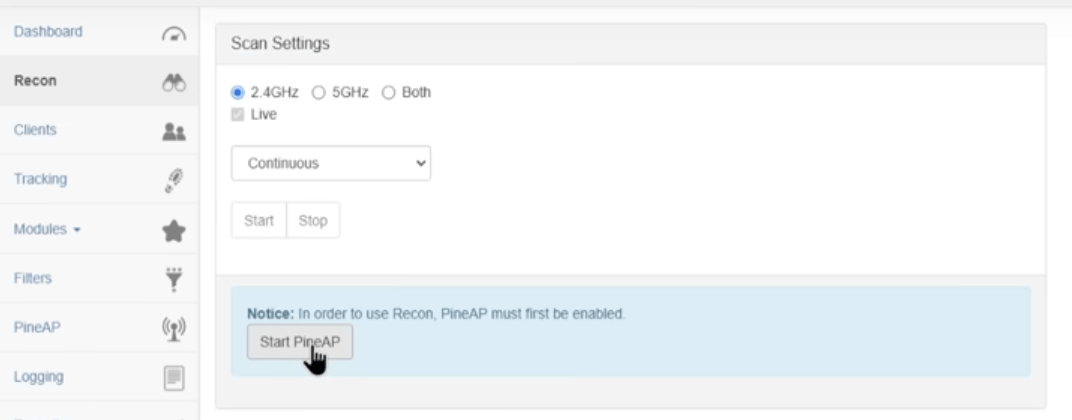 Dashboard
Recon
Clients
Tracking
Modules
Filters
PineAP
Logging
Scan Settings
2.4GHz 5GHz Both
Live
Continuous
Start Stop
Notice: In order to use Recon, PineAP must first be enabled.
Start PineAP